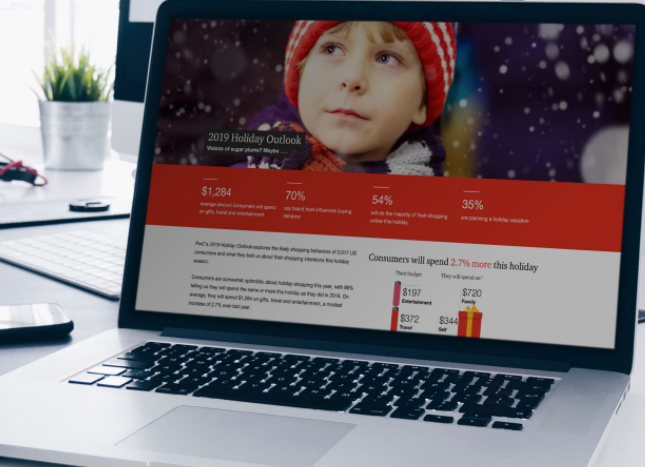 2019 Holiday Outlook
Visions of sugar plums? Maybe . . .
$1,284
average amount consumers will spend
on gifts, travel and entertainment
70%
say brand trust influences buying
behavior
54%
will do the majority of their shopping
online this holiday
35%
are planning a holiday vacation
PwC's 2019 Holiday Outlook explores the likely shopping behaviors of 2,017 US
consumers and what they told us about their shopping intentions this holiday
season.
Consumers are somewhat optimistic about holiday shopping this year, with 86%
telling us they will spend the same or more this holiday as they did in 2018. On
average, they will spend $1,284 on gifts, travel and entertainment, a modest
increase of 2.7% over last year.
Consumers will spend 2.7% more this holiday
Their budget
They will spend on?
$197
Entertainment
$720
Family
$372
Travel
$344
Self